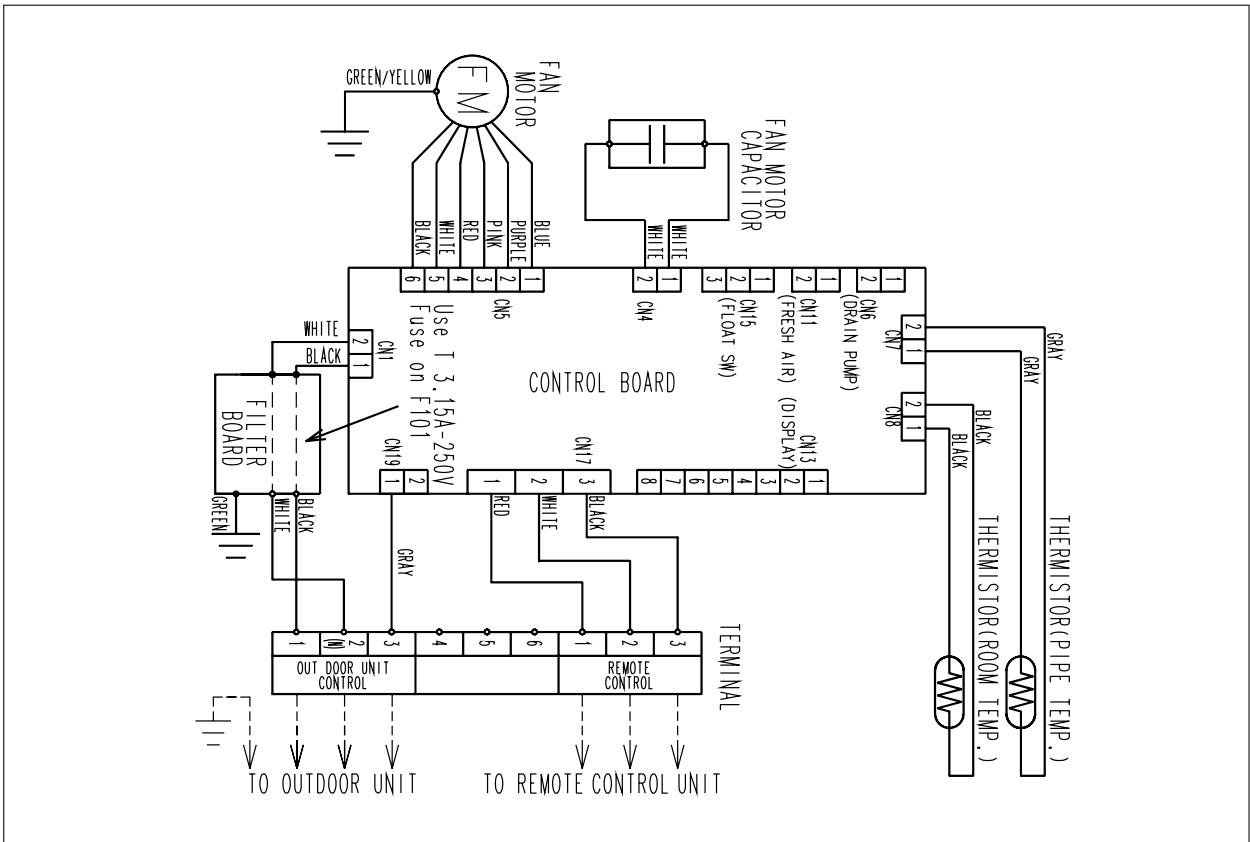 GREEN/YELLOW
FM
FAN
MOTOR
FAN MOTOR
CAPACITOR
BLACK
WHITE
RED
PINK
PURPLE
BLUE
WHITE
WHITE
6 5 4 3 2 1
CN5
2 1
CN4
3 2 1
CN15
(FLOAT SW)
2 1
CN11
(FRESH AIR)
2 1
CN6
(DRAIN PUMP)
2 1
CN7
GRAY
GRAY
2 1
CN8
BLACK
BLACK
WHITE
BLACK
2 1
CN1
Use T 3.15A-250V
Fuse on F101
CONTROL BOARD
(DISPLAY)
CN13
8 7 6 5 4 3 2 1
CN17
1 2 3
CN19
1 2
FILTER
BOARD
GREEN
WHITE
BLACK
GRAY
RED
WHITE
BLACK
THERMISTOR(ROOM TEMP.)
THERMISTOR(PIPE TEMP.)
TERMINAL
1 2 (N) 3 4 5 6 1 2 3
OUT DOOR UNIT
CONTROL
REMOTE
CONTROL
TO OUTDOOR UNIT
TO REMOTE CONTROL UNIT